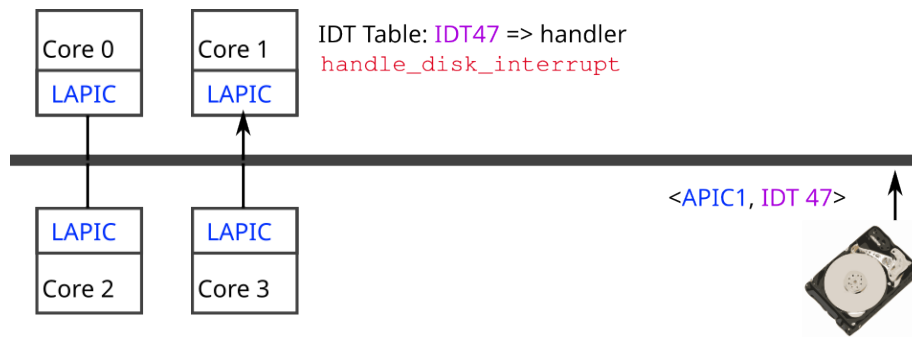 Core 0
LAPIC
Core 1
LAPIC
IDT Table: IDT47 => handler
handle_disk_interrupt
<APIC1, IDT 47>
LAPIC
Core 2
LAPIC
Core 3